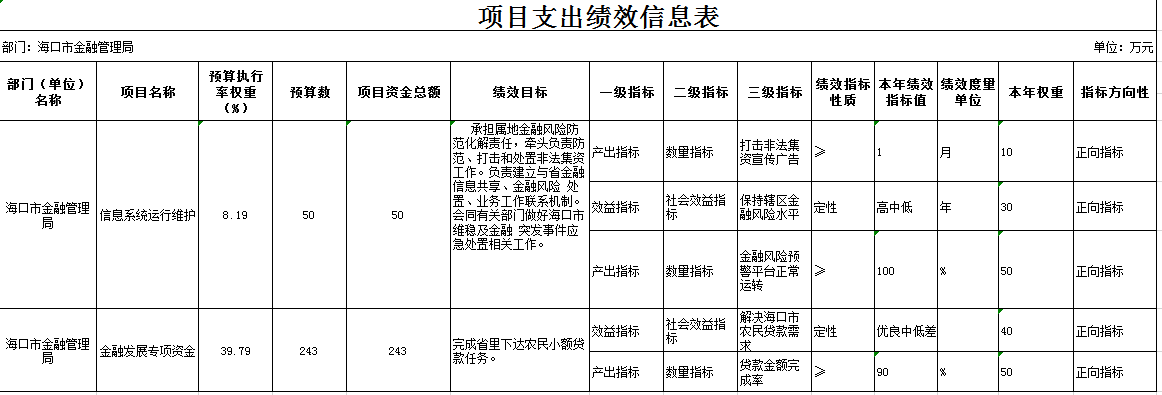 项目支出绩效信息表
部门：海口市金融管理局 单位：万元
部门（单位）名称 项目名称 预算执行率权重（%） 预算数 项目资金总额 绩效目标 一级指标 二级指标 三级指标 绩效指标性质 本年绩效指标值 绩效度量单位 本年权重 指标方向性
海口市金融管理局 信息系统运行维护 8.19 50 50
承担属地金融风险防
范化解责任，牵头负责防
范、打击和处置非法集资
工作。负责建立与省金融
信息共享、金融风险 处
置、业务工作联系机制。
会同有关部门做好海口市
维稳及金融 突发事件应
急处置相关工作。
产出指标 数量指标 打击非法集资宣传广告 ≥ 1 月 10 正向指标
效益指标 社会效益指标 保持辖区金融风险水平 定性 高中低 年 30 正向指标
产出指标 数量指标 金融风险预警平台正常运转 ≥ 100 % 50 正向指标
海口市金融管理局 金融发展专项资金 39.79 243 243
完成省里下达农民小额贷
款任务。
效益指标 社会效益指标 解决海口市农民贷款需求 定性 优良中低差 40 正向指标
产出指标 数量指标 贷款金额完成率 ≥ 90 % 50 正向指标